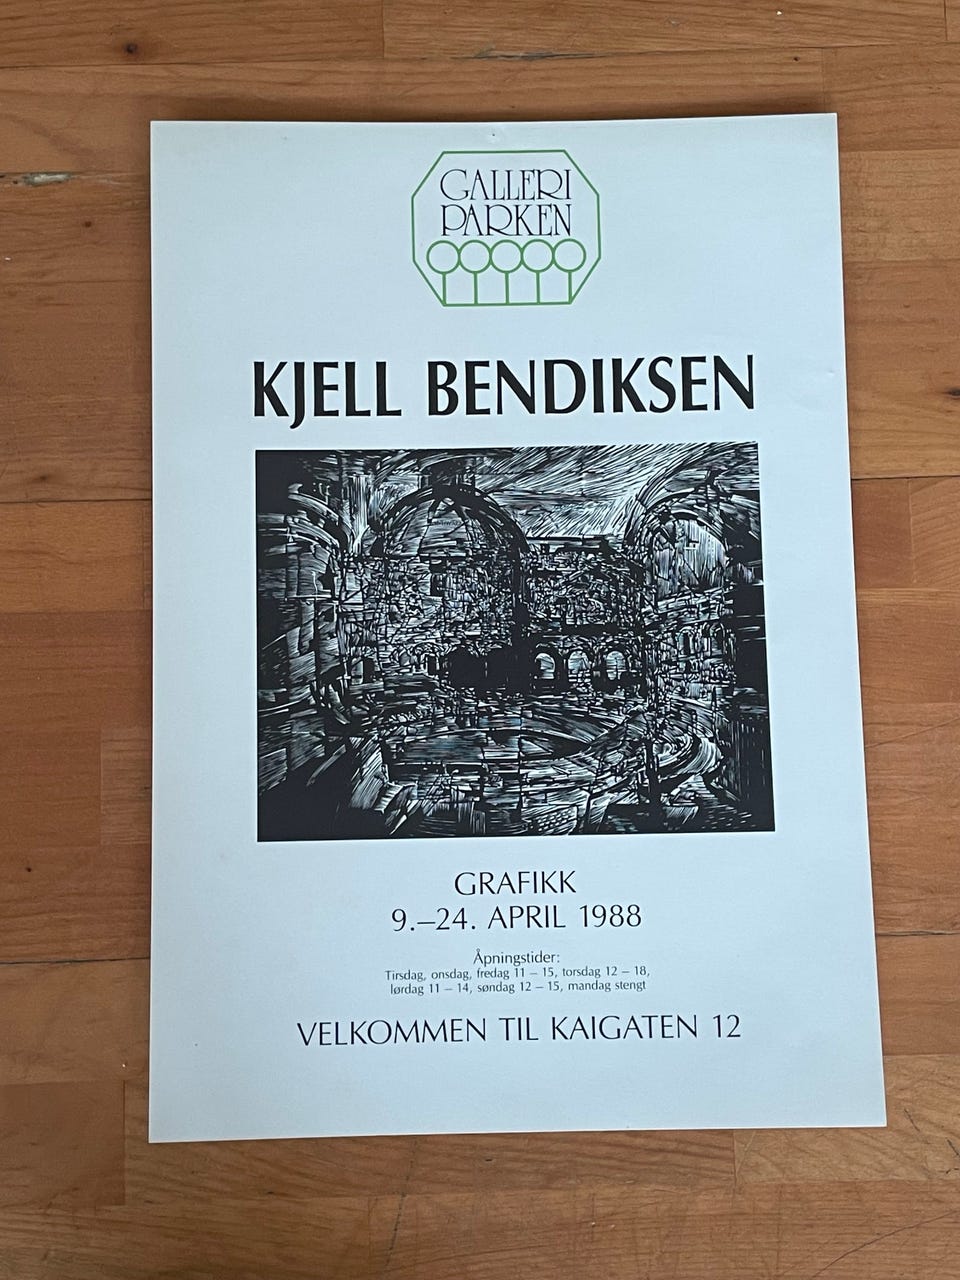 GALLERI
PARKEN
KJELL BENDIKSEN
GRAFIKK
9.–24. APRIL 1988
Åpningstider:
Tirsdag, onsdag, fredag 11 – 15, torsdag 12 – 18,
lørdag 11 – 14, søndag 12 – 15, mandag stengt
VELKOMMEN TIL KAIGATEN 12